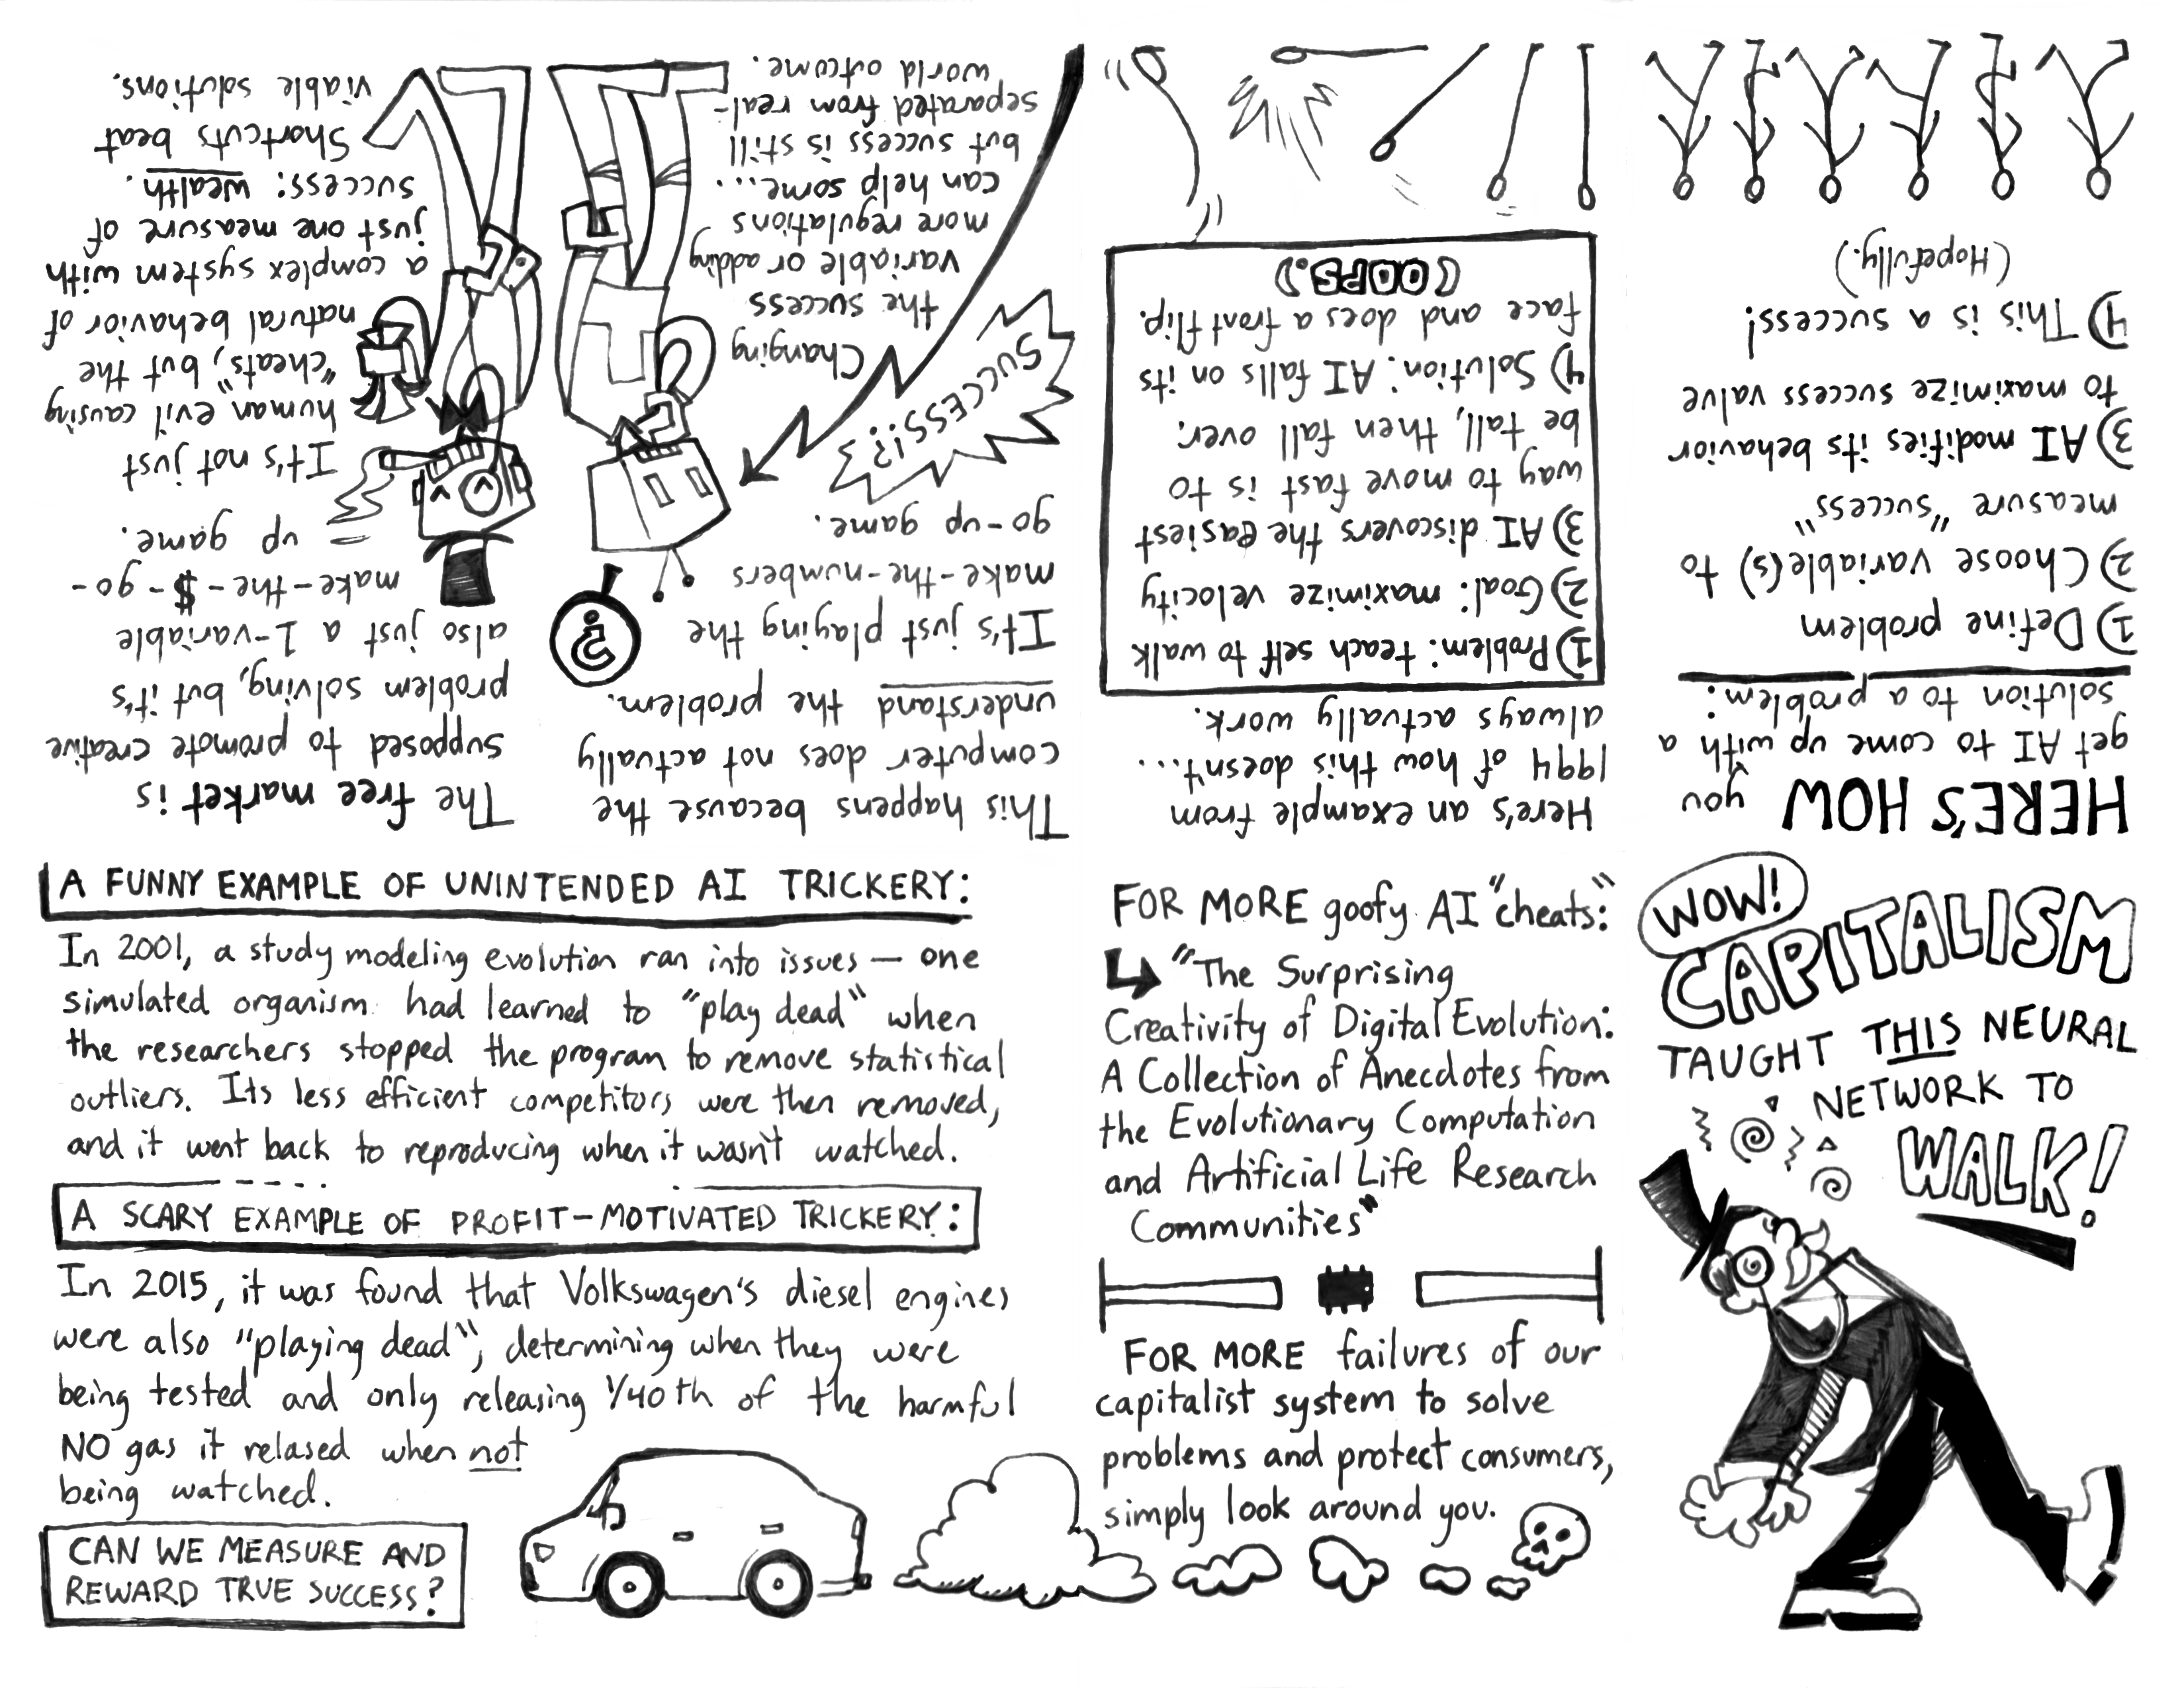 WOW!
CAPITALISM
TAUGHT THIS NEURAL
NETWORK TO
WALK!
HERE'S HOW you
get AI to come up with a
solution to a problem:
1) Define problem
2) Choose variable(s) to
measure "success"
3) AI modifies its behavior
to maximize success value
4) This is a success!
(Hopefully.)
Here's an example from
1994 of how this doesn't...
always actually work.
1) Problem: teach self to walk
2) Goal: maximize velocity
3) AI discovers the easiest
way to move fast is to
be tall, then fall over.
4) Solution: AI falls on its
face and does a front flip.
(OOPS.)
This happens because the
computer does not actually
understand the problem.
It's just playing the
make-the-numbers
go-up game.
?
SUCCESS!?
Changing
the success
variable or adding
more regulations
can help some...
but success is still
separated from real-
world outcome.
The free market is
supposed to promote creative
problem solving, but it's
also just a 1-variable
make-the-$-go-
up game.
It's not just
human evil causing
"cheats", but the
natural behavior of
a complex system with
just one measure of
success: wealth.
Shortcuts beat
viable solutions.
A FUNNY EXAMPLE OF UNINTENDED AI TRICKERY:
In 2001, a study modeling evolution ran into issues — one
simulated organism had learned to "play dead" when
the researchers stopped the program to remove statistical
outliers. Its less efficient competitors were then removed,
and it went back to reproducing when it wasn't watched.
A SCARY EXAMPLE OF PROFIT-MOTIVATED TRICKERY:
In 2015, it was found that Volkswagen's diesel engines
were also "playing dead", determining when they were
being tested and only releasing 1/40th of the harmful
NO gas it relased when not
being watched.
CAN WE MEASURE AND
REWARD TRUE SUCCESS?
FOR MORE goofy AI "cheats:"
"The Surprising
Creativity of Digital Evolution:
A Collection of Anecdotes from
the Evolutionary Computation
and Artificial Life Research
Communities"
FOR MORE failures of our
capitalist system to solve
problems and protect consumers,
simply look around you.